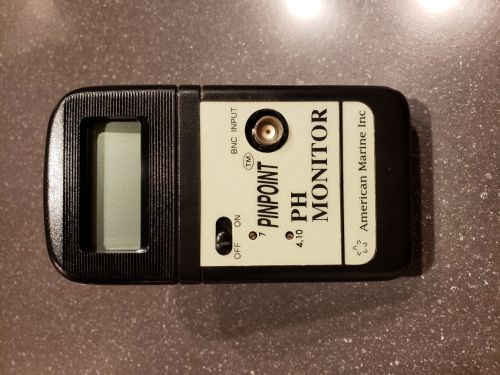 BNC INPUT
OFF ON
7
4,10
PINPOINT TM
PH
MONITOR
American Marine Inc